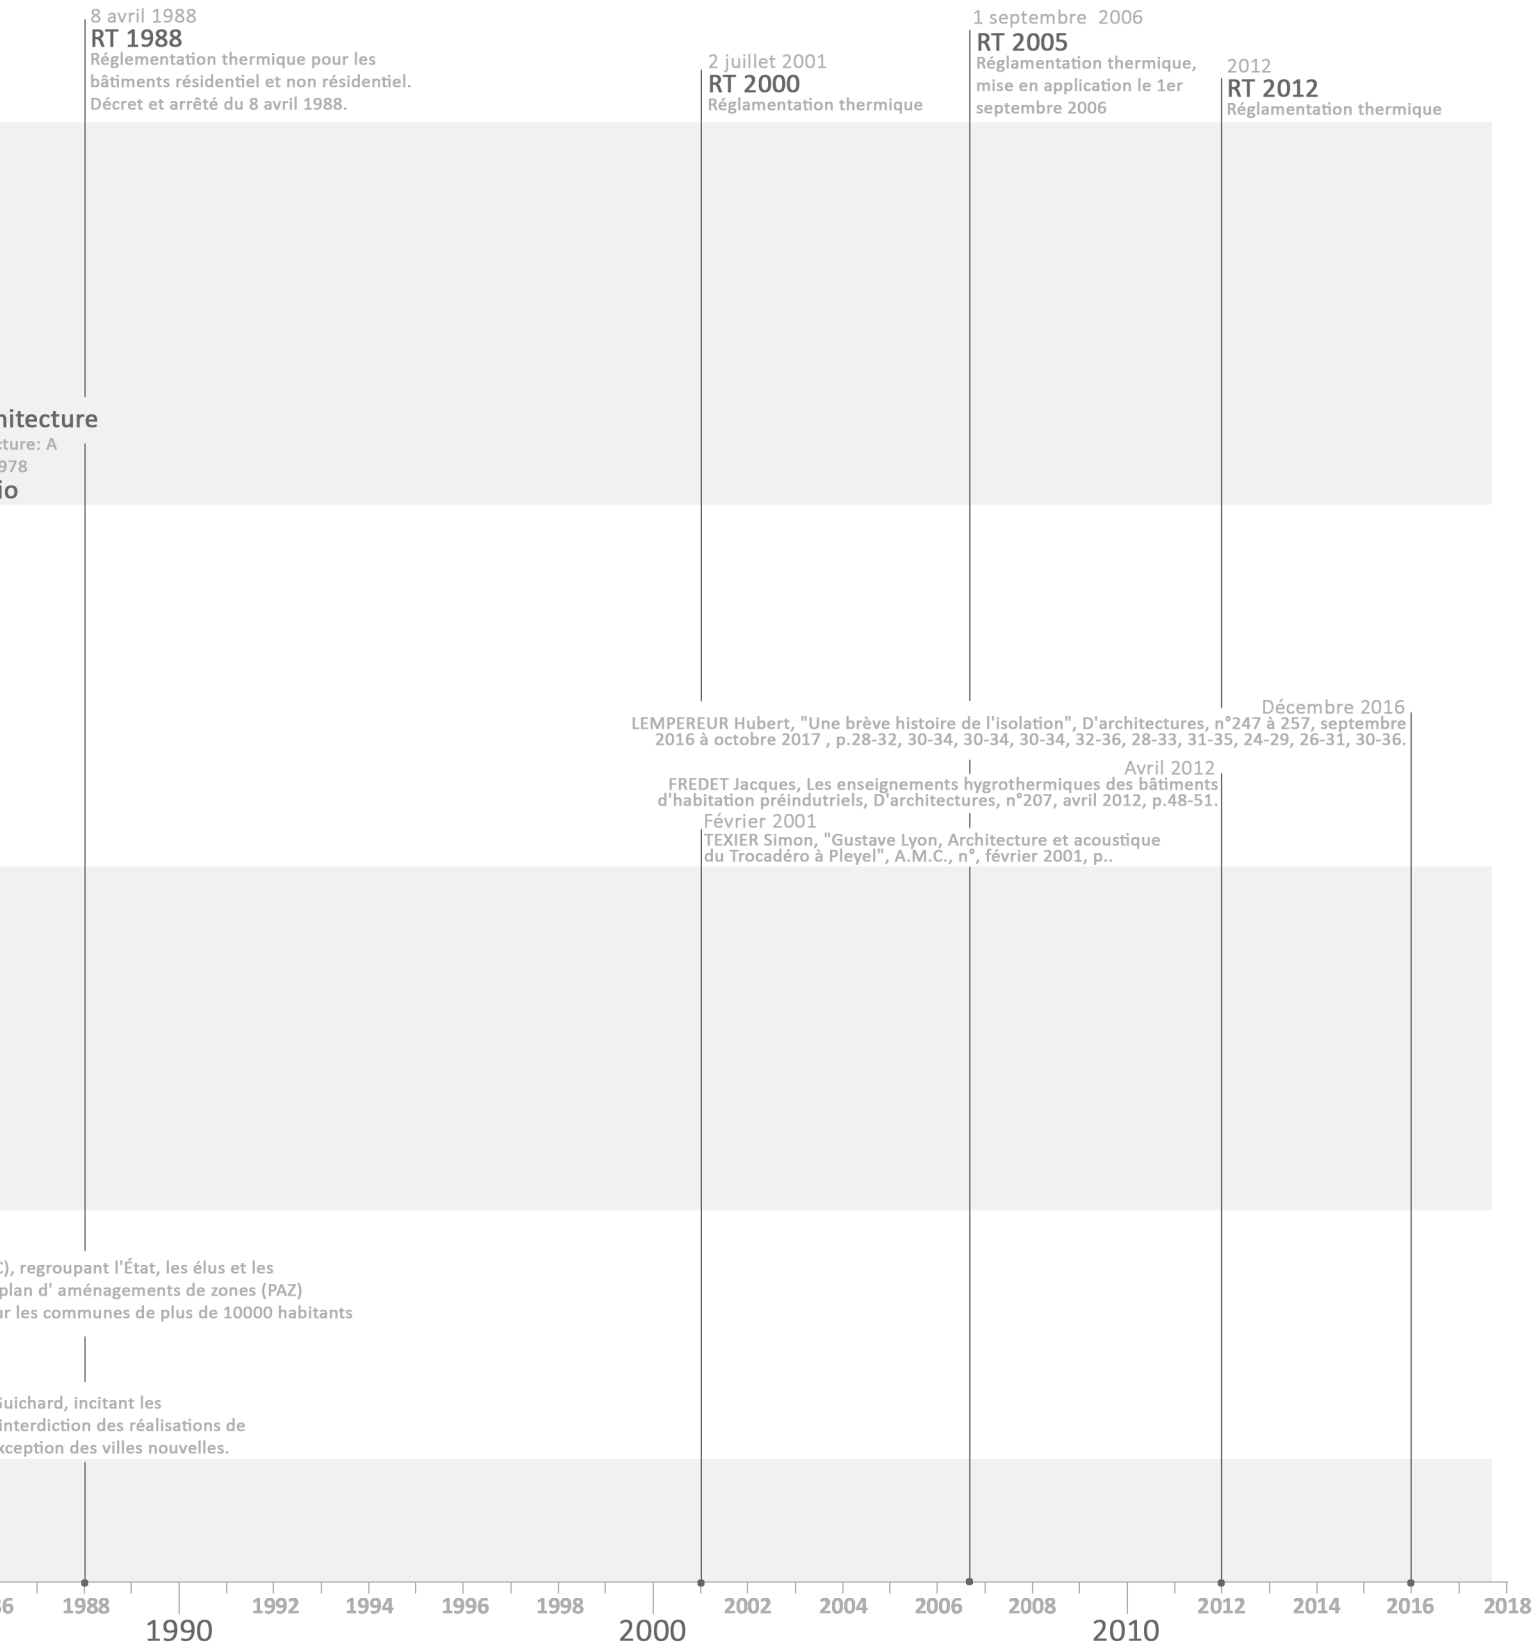 8 avril 1988
RT 1988
Réglementation thermique pour les
bâtiments résidentiel et non résidentiel.
Décret et arrêté du 8 avril 1988.
2 juillet 2001
RT 2000
Réglamentation thermique
1 septembre 2006
RT 2005
Réglamentation thermique,
mise en application le 1er
septembre 2006
2012
RT 2012
Réglamentation thermique
hitecture
cture: A
978
io
Décembre 2016
LEMPEREUR Hubert, "Une brève histoire de l'isolation", D'architectures, n°247 à 257, septembre
2016 à octobre 2017 , p.28-32, 30-34, 30-34, 30-34, 32-36, 28-33, 31-35, 24-29, 26-31, 30-36.
Avril 2012
FREDET Jacques, Les enseignements hygrothermiques des bâtiments
d'habitation préindutriels, D'architectures, n°207, avril 2012, p.48-51.
Février 2001
TEXIER Simon, "Gustave Lyon, Architecture et acoustique
du Trocadéro à Pleyel", A.M.C., n°, février 2001, p..
C), regroupant l'État, les élus et les
plan d' aménagements de zones (PAZ)
ur les communes de plus de 10000 habitants
Guichard, incitant les
interdiction des réalisations de
xception des villes nouvelles.
86 1988 1992 1994 1996 1998 2002 2004 2006 2008 2012 2014 2016 2018
1990 2000 2010